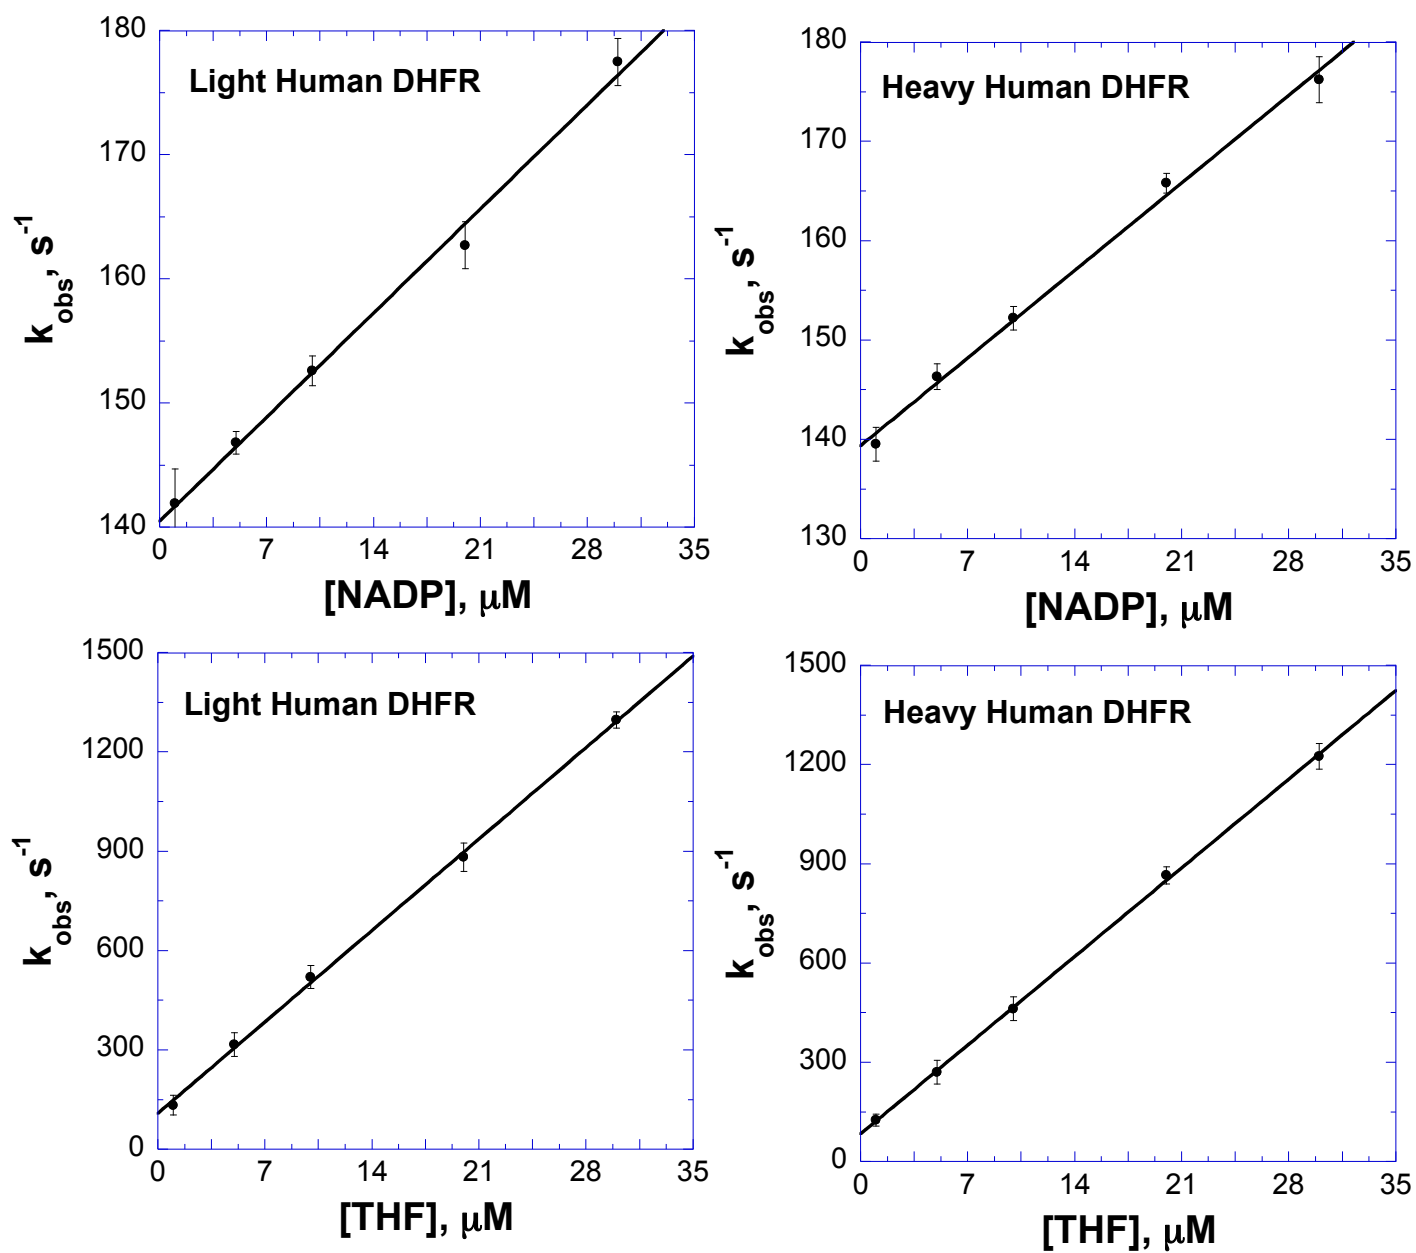 180
170
160
150
140
Light Human DHFR
k_obs, s^-1
0 7 14 21 28 35
[NADP], μM
180
170
160
150
140
130
Heavy Human DHFR
k_obs, s^-1
0 7 14 21 28 35
[NADP], μM
1500
1200
900
600
300
0
Light Human DHFR
k_obs, s^-1
0 7 14 21 28 35
[THF], μM
1500
1200
900
600
300
0
Heavy Human DHFR
k_obs, s^-1
0 7 14 21 28 35
[THF], μM